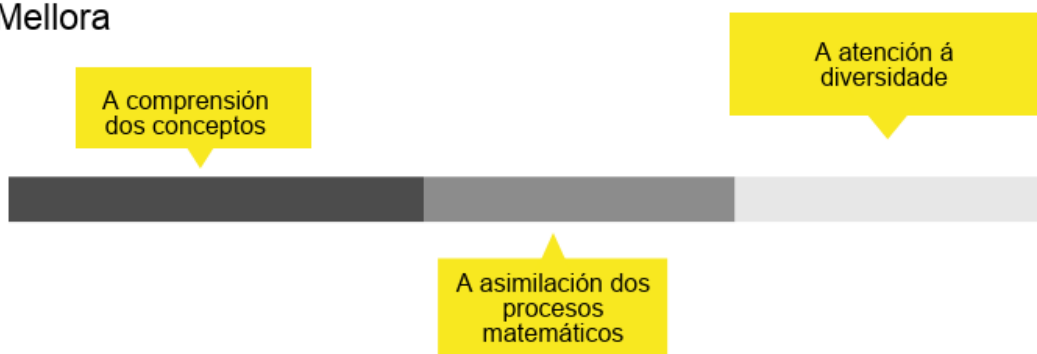 Mellora
A comprensión
dos conceptos
A asimilación dos
procesos
matemáticos
A atención á
diversidade